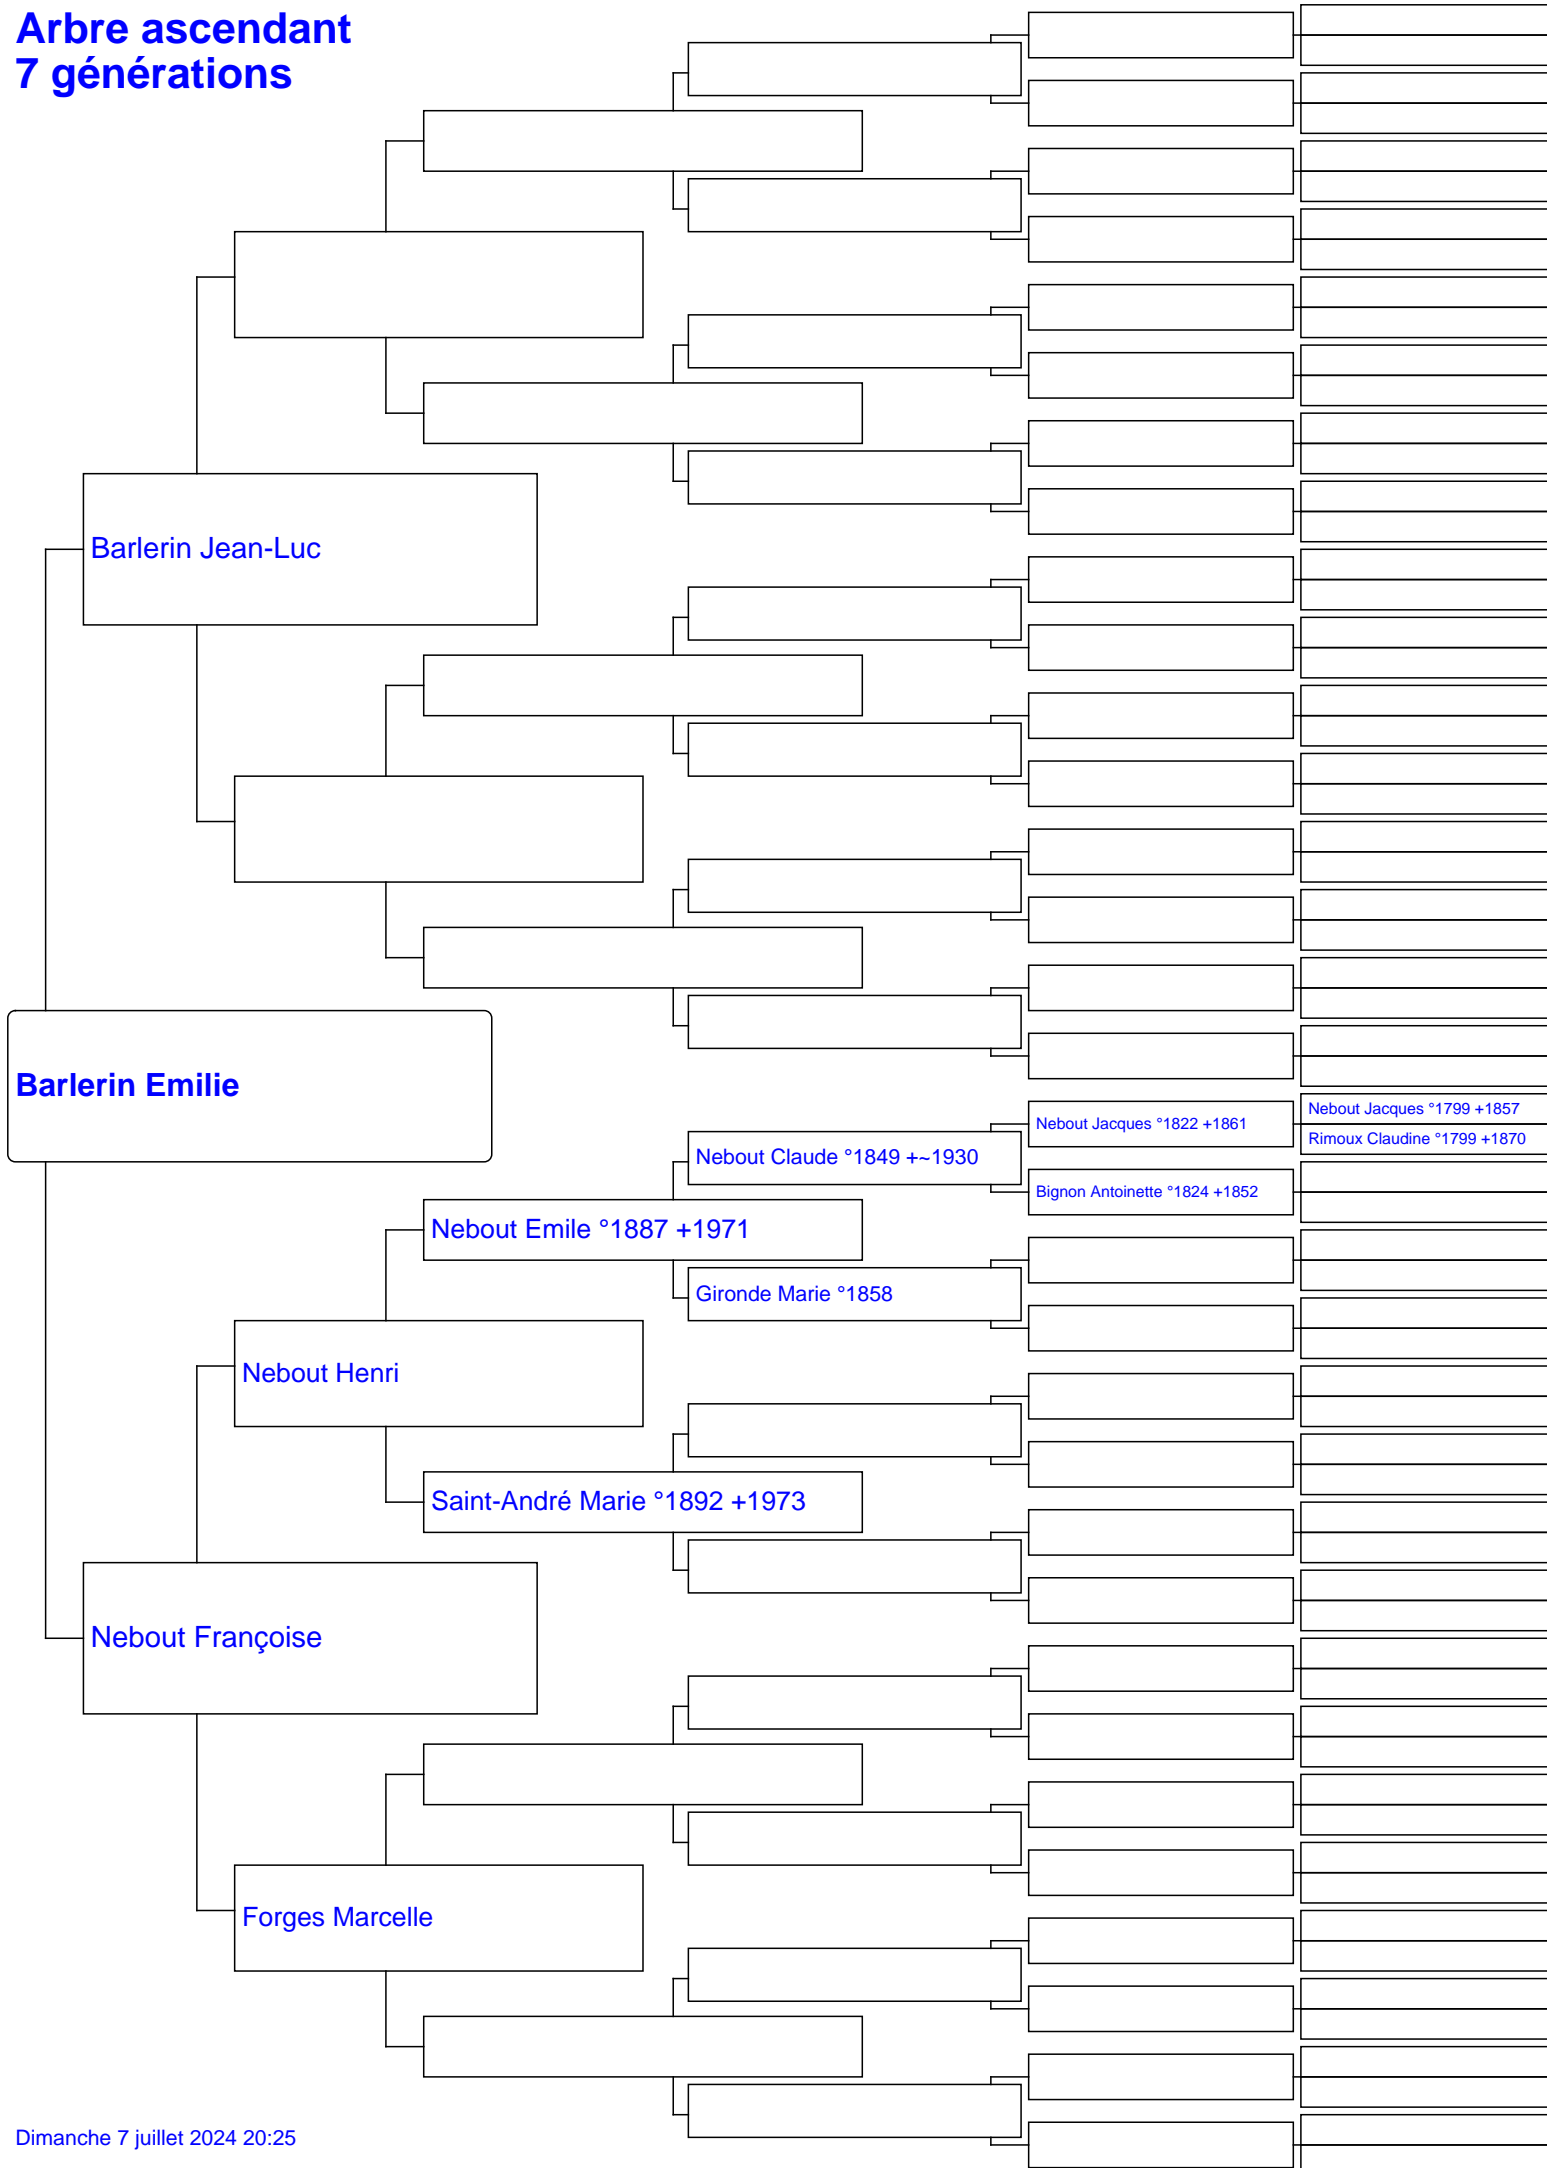 Arbre ascendant
7 générations
Barlerin Jean-Luc
Barlerin Emilie
Nebout Jacques °1799 +1857
Nebout Jacques °1822 +1861
Rimoux Claudine °1799 +1870
Nebout Claude °1849 +~1930
Bignon Antoinette °1824 +1852
Nebout Emile °1887 +1971
Gironde Marie °1858
Nebout Henri
Saint-André Marie °1892 +1973
Nebout Françoise
Forges Marcelle
Dimanche 7 juillet 2024 20:25